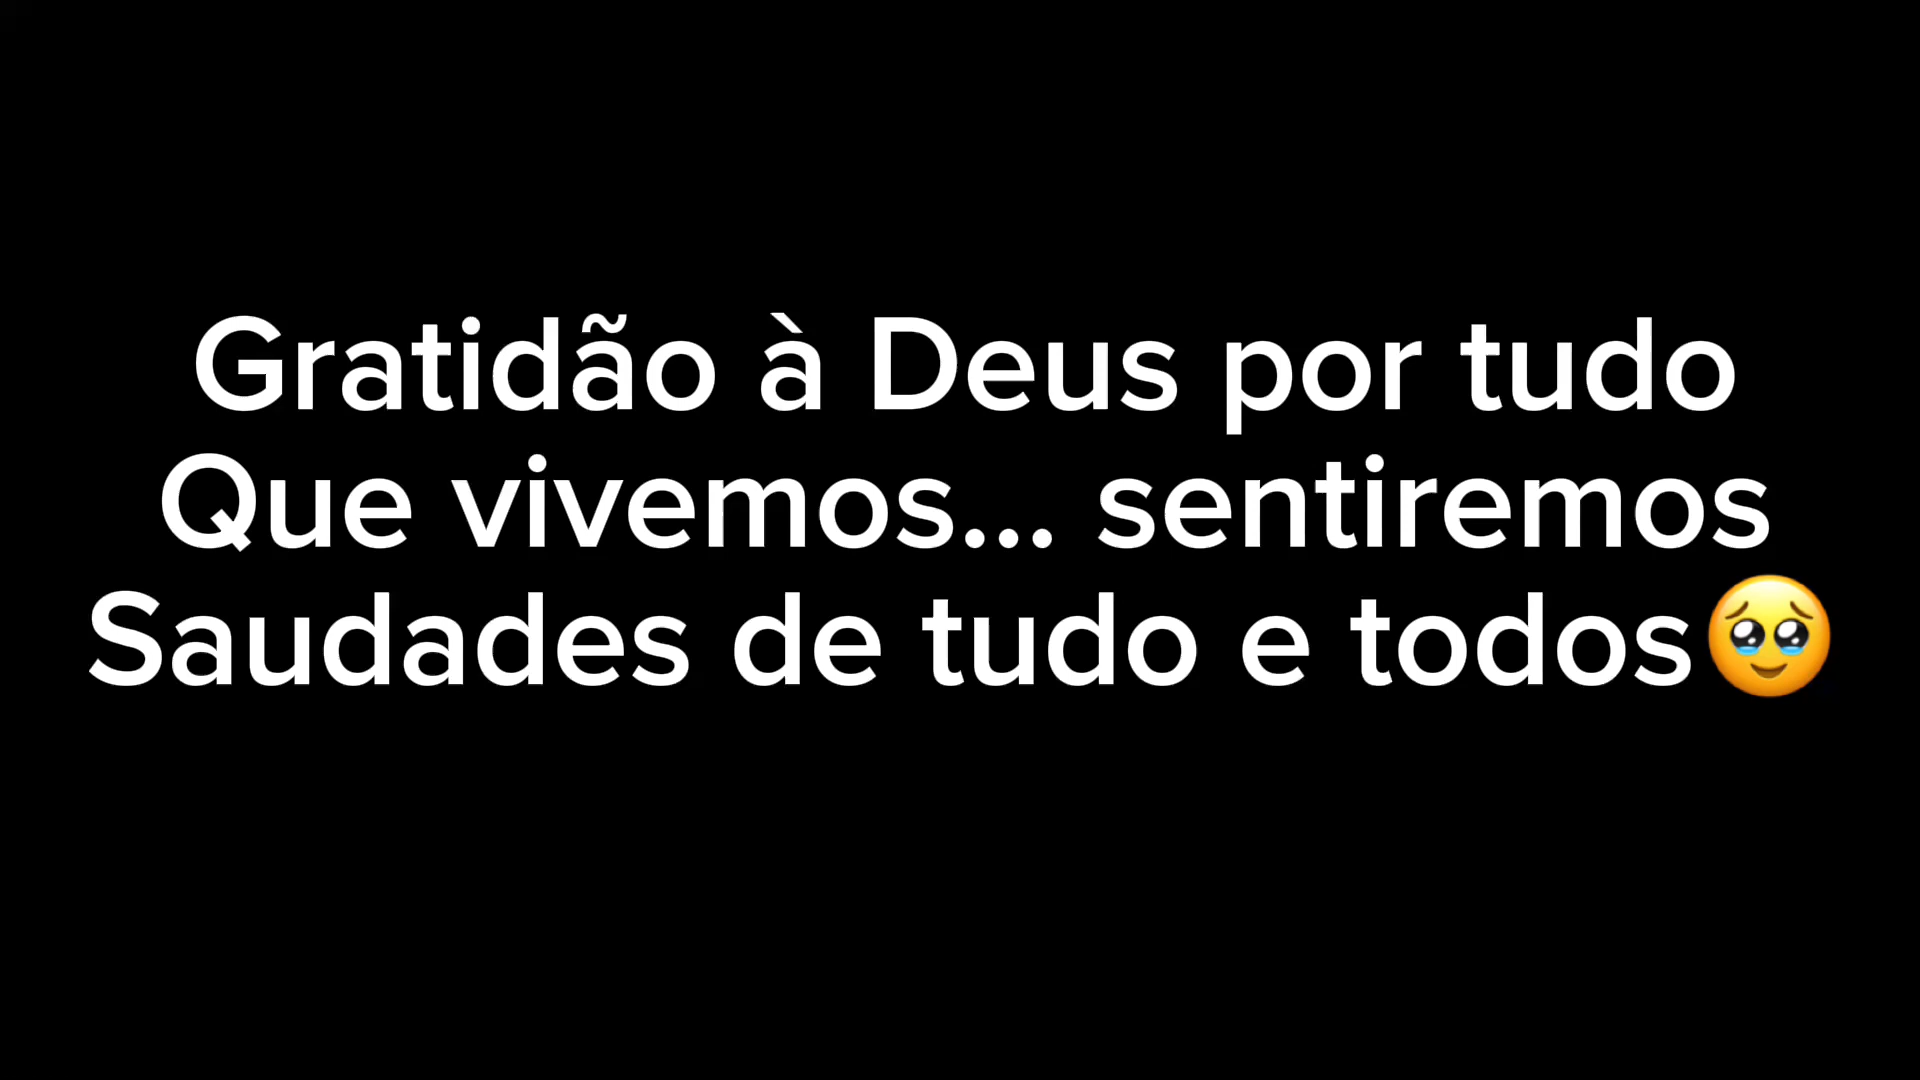 Gratidão à Deus por tudo
Que vivemos... sentiremos
Saudades de tudo e todos🥹